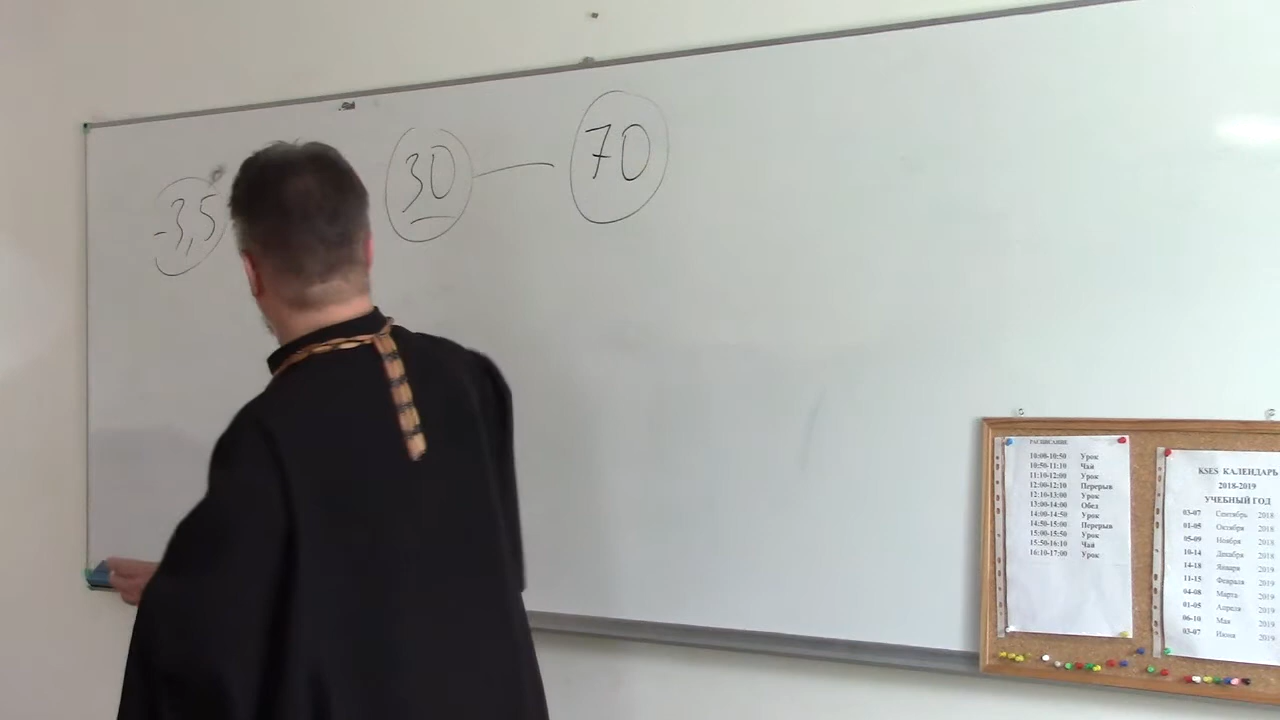 -3,5 30 — 70
РАСПИСАНИЕ
10:00-10:50 Урок
10:50-11:10 Чай
11:10-12:00 Урок
12:00-12:10 Перерыв
12:10-13:00 Урок
13:00-14:00 Обед
14:00-14:50 Урок
14:50-15:00 Перерыв
15:00-15:50 Урок
15:50-16:10 Чай
16:10-17:00 Урок
KSES КАЛЕНДАРЬ
2018-2019
УЧЕБНЫЙ ГОД
03-07 Сентябрь 2018
01-05 Октября 2018
05-09 Ноября 2018
10-14 Декабря 2018
14-18 Января 2019
11-15 Февраля 2019
04-08 Марта 2019
01-05 Апреля 2019
06-10 Мая 2019
03-07 Июня 2019